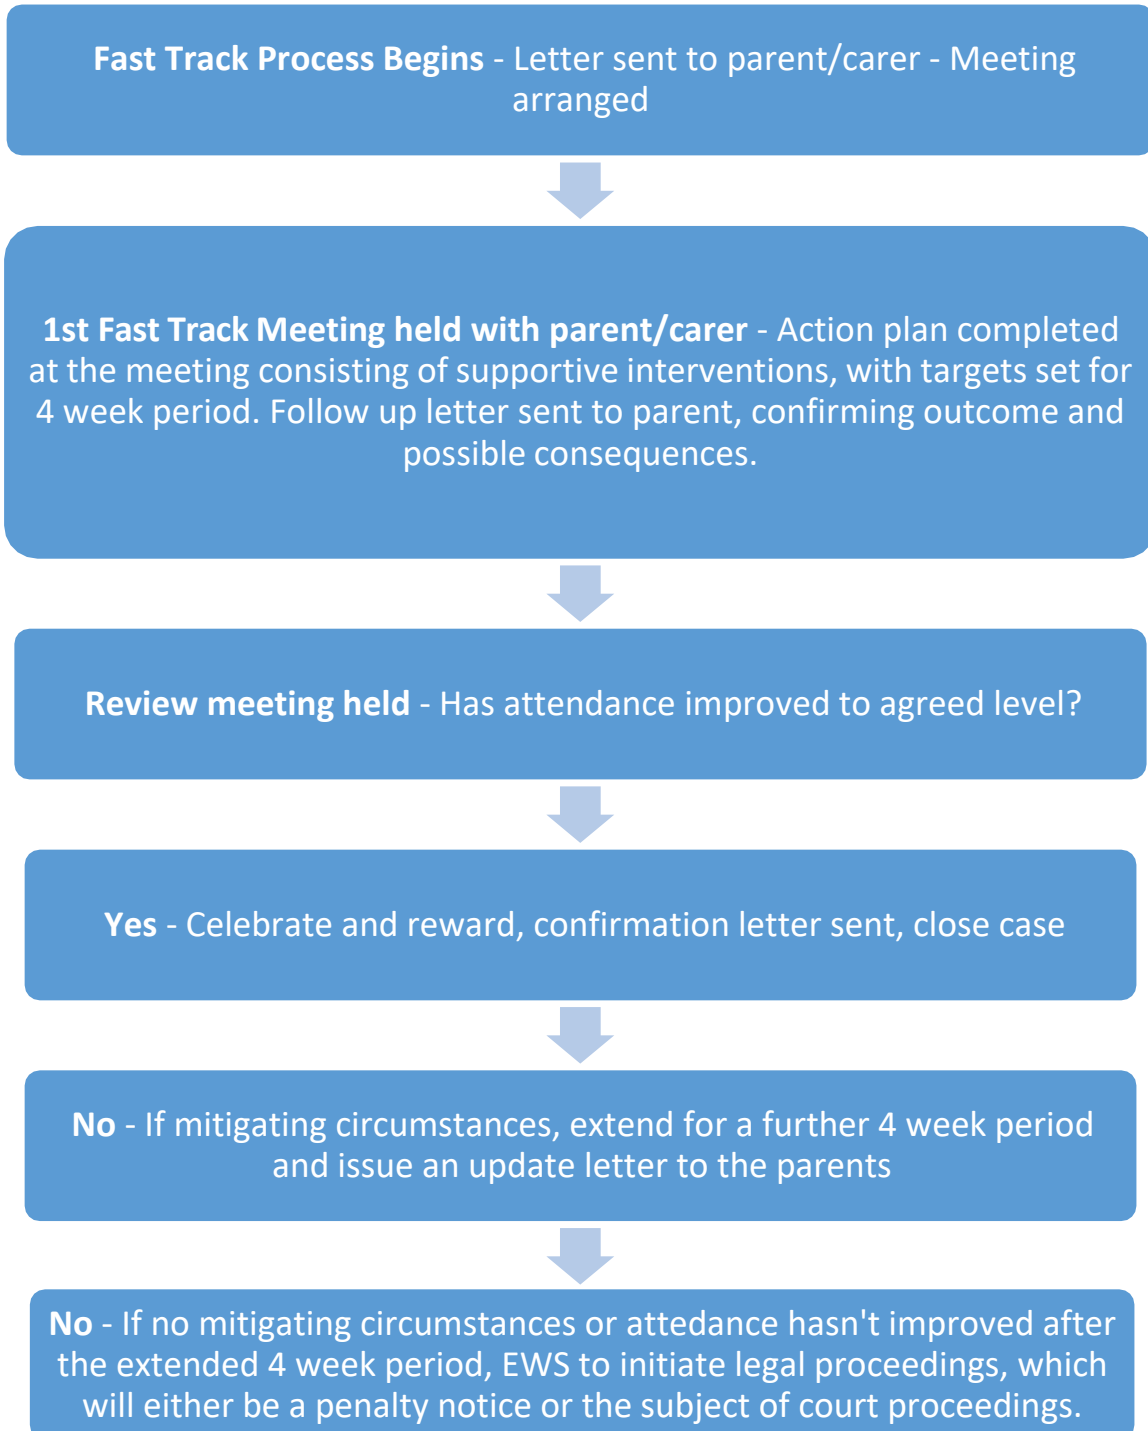 Fast Track Process Begins - Letter sent to parent/carer - Meeting
arranged
1st Fast Track Meeting held with parent/carer - Action plan completed
at the meeting consisting of supportive interventions, with targets set for
4 week period. Follow up letter sent to parent, confirming outcome and
possible consequences.
Review meeting held - Has attendance improved to agreed level?
Yes - Celebrate and reward, confirmation letter sent, close case
No - If mitigating circumstances, extend for a further 4 week period
and issue an update letter to the parents
No - If no mitigating circumstances or attedance hasn't improved after
the extended 4 week period, EWS to initiate legal proceedings, which
will either be a penalty notice or the subject of court proceedings.